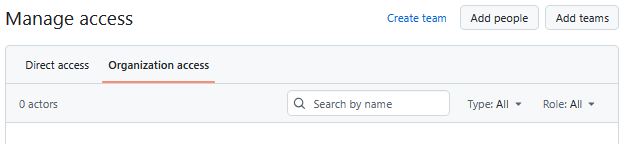 Manage access
Create team
Add people
Add teams
Direct access
Organization access
0 actors
Search by name
Type: All
Role: All